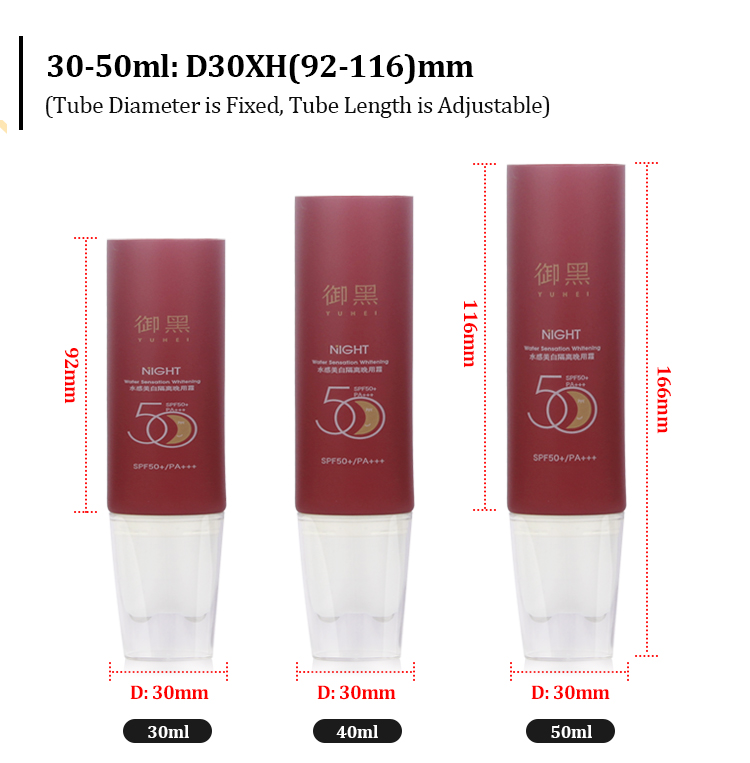 30-50ml: D30XH(92-116)mm
(Tube Diameter is Fixed, Tube Length is Adjustable)
92mm
御黑
YUHEI
NIGHT
Water Sensation Whitening
水感美白隔离晚用霜
50
SPF50+
PA+++
SPF50+/PA+++
D: 30mm
30ml
御黑
YUHEI
NIGHT
Water Sensation Whitening
水感美白隔离晚用霜
50
SPF50+
PA+++
SPF50+/PA+++
D: 30mm
40ml
116mm
御黑
YUHEI
NIGHT
Water Sensation Whitening
水感美白隔离晚用霜
50
SPF50+
PA+++
SPF50+/PA+++
166mm
D: 30mm
50ml